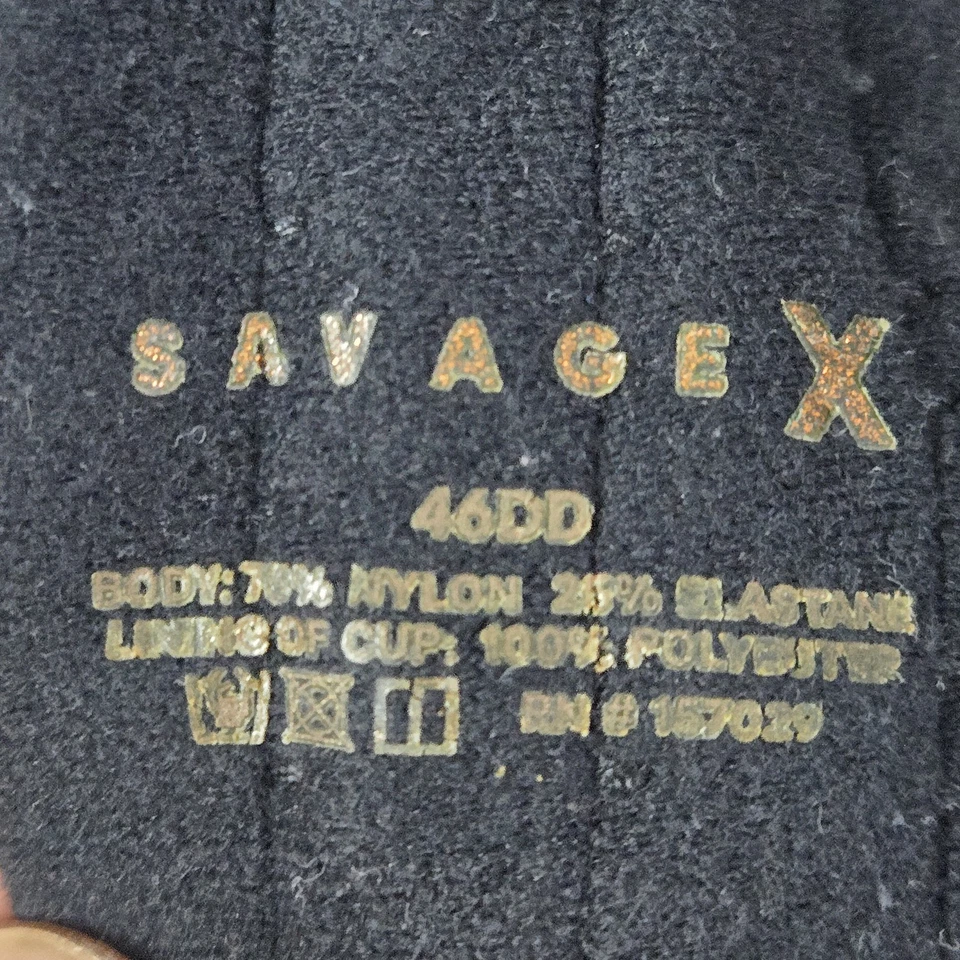 SAVAGE X
46DD
BODY: NYLON ELASTANE
LINING OF CUP: 100% POLYESTER
RN # 157029